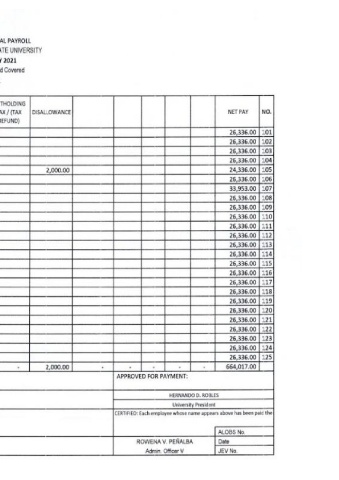 AL PAYROLL
ATE UNIVERSITY
Y 2021
d Covered
THOLDING AX / (TAX REFUND) DISALLOWANCE NET PAY NO.
26,336.00 101
26,336.00 102
26,336.00 103
26,336.00 104
2,000.00 24,336.00 105
26,336.00 106
33,953.00 107
26,336.00 108
26,336.00 109
26,336.00 110
26,336.00 111
26,336.00 112
26,336.00 113
26,336.00 114
26,336.00 115
26,336.00 116
26,336.00 117
26,336.00 118
26,336.00 119
26,336.00 120
26,336.00 121
26,336.00 122
26,336.00 123
26,336.00 124
26,336.00 125
- 2,000.00 - - - - - 664,017.00
APPROVED FOR PAYMENT:
HERNANDO D. ROBLES
University President
CERTIFIED: Each employee whose name appears above has been paid the
ALOBS No.
ROWENA V. PEÑALBA Date
Admin. Officer V JEV No.